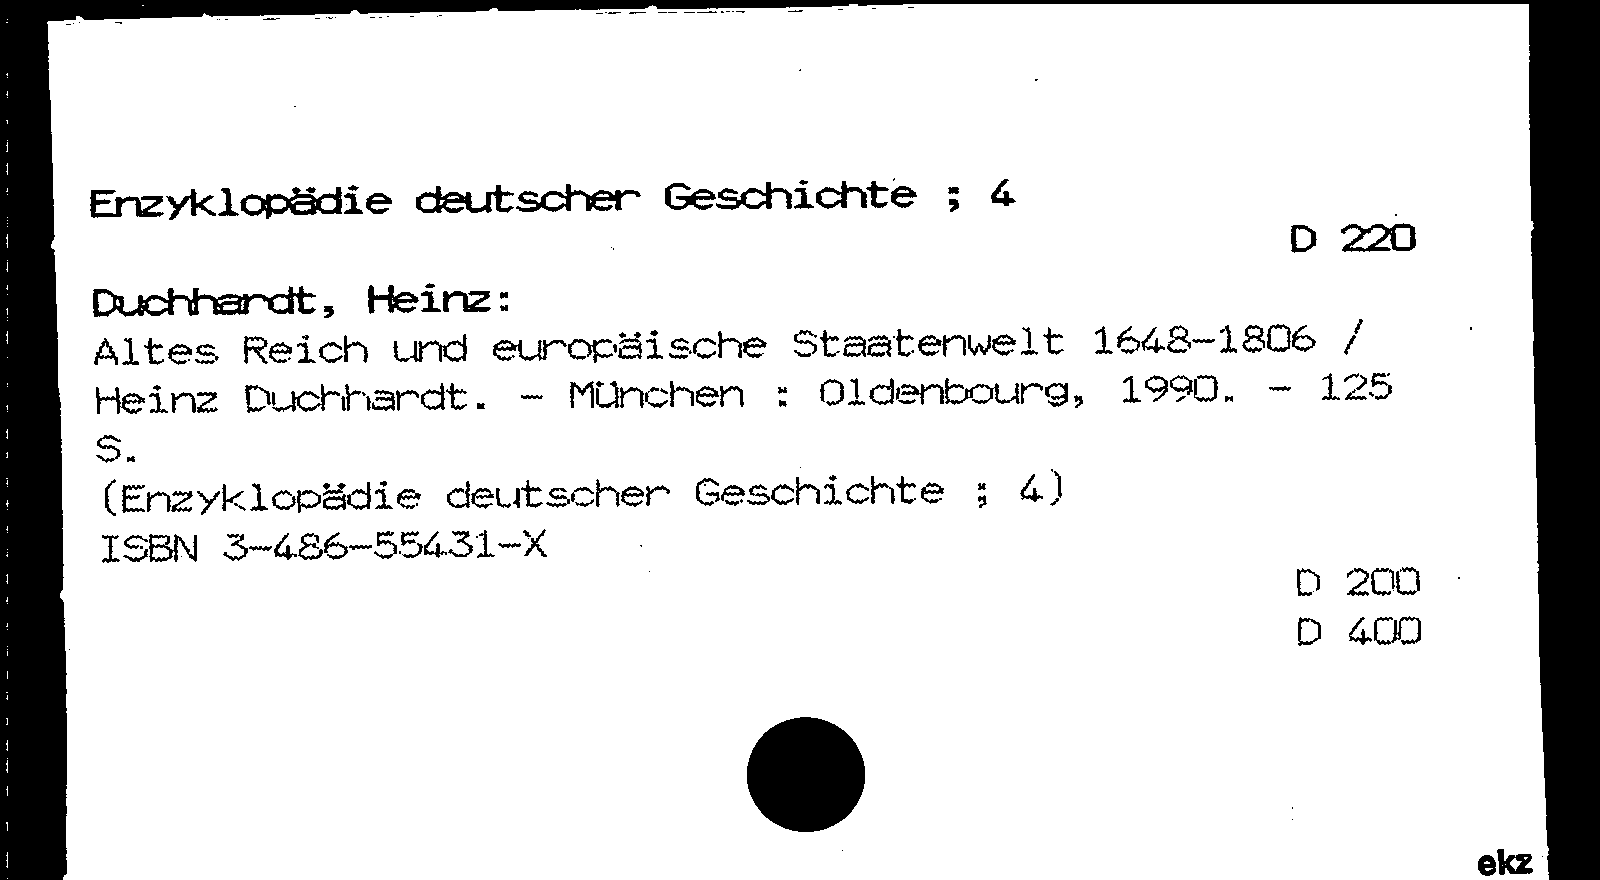 Enzyklopädie deutscher Geschichte ; 4
D 220
Duchhardt, Heinz:
Altes Reich und europäische Staatenwelt 1648-1806 /
Heinz Duchhardt. - München : Oldenbourg, 1990. - 125
S.
(Enzyklopädie deutscher Geschichte ; 4)
ISBN 3-486-55431-X
D 200
D 400
ekz